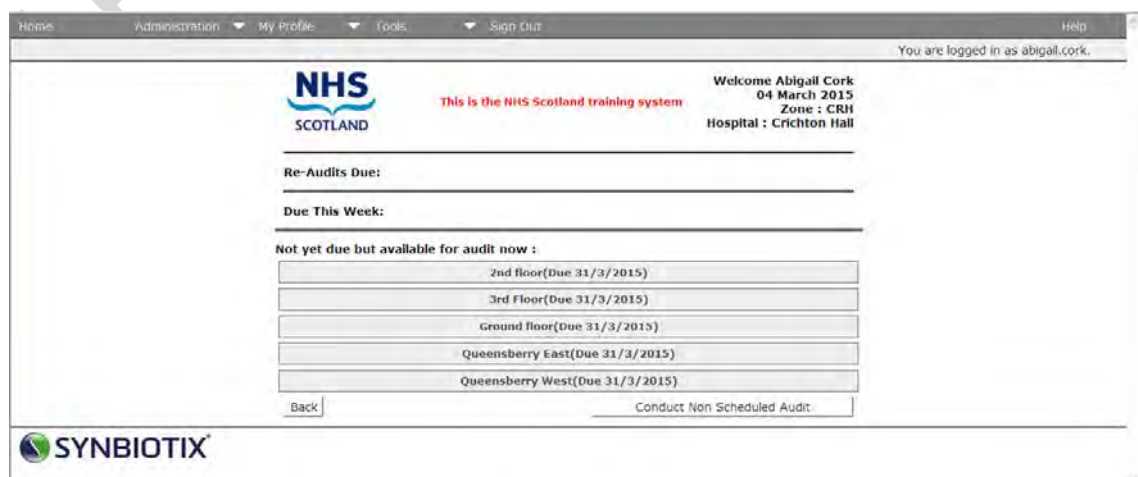 Home Administration My Profile Tools Sign Out Help
You are logged in as abigail.cork.
NHS
SCOTLAND
This is the NHS Scotland training system
Welcome Abigail Cork
04 March 2015
Zone : CRH
Hospital : Crichton Hall
Re-Audits Due:
Due This Week:
Not yet due but available for audit now :
2nd floor(Due 31/3/2015)
3rd Floor(Due 31/3/2015)
Ground floor(Due 31/3/2015)
Queensberry East(Due 31/3/2015)
Queensberry West(Due 31/3/2015)
Back Conduct Non Scheduled Audit
SYNBIOTIX